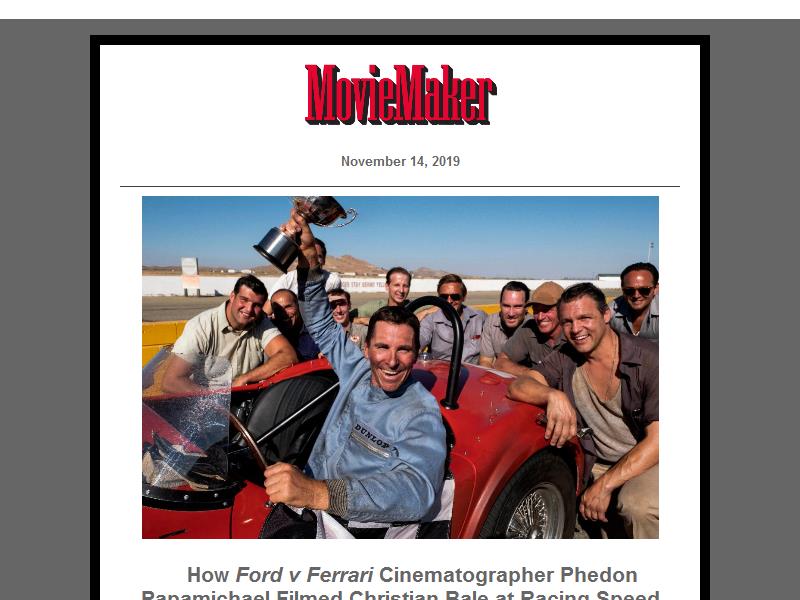 MovieMaker
November 14, 2019
DUNLOP
How Ford v Ferrari Cinematographer Phedon
Papamichael Filmed Christian Bale at Racing Speed